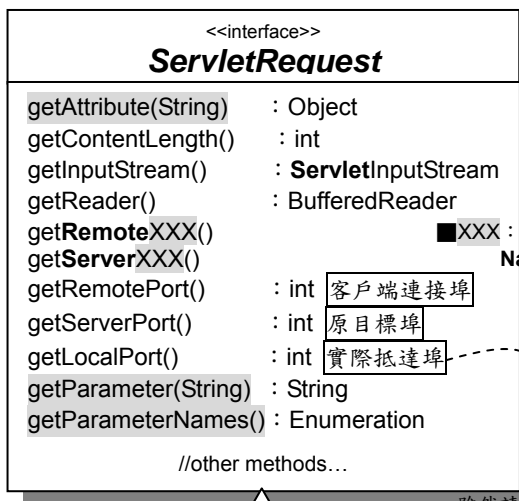 <<interface>>
ServletRequest
getAttribute(String) : Object
getContentLength() : int
getInputStream() : ServletInputStream
getReader() : BufferedReader
getRemoteXXX() ■XXX :
getServerXXX() Na
getRemotePort() : int 客戶端連接埠
getServerPort() : int 原目標埠
getLocalPort() : int 實際抵達埠
getParameter(String) : String
getParameterNames() : Enumeration
//other methods…